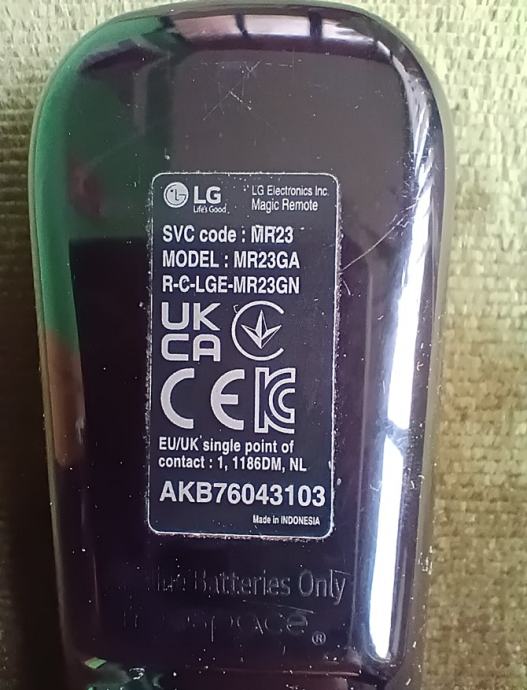 LG
Life's Good
LG Electronics Inc.
Magic Remote
SVC code : MR23
MODEL : MR23GA
R-C-LGE-MR23GN
UK
CA
CE
EU/UK single point of
contact : 1, 1186DM, NL
AKB76043103
Made in INDONESIA
Batteries Only
®